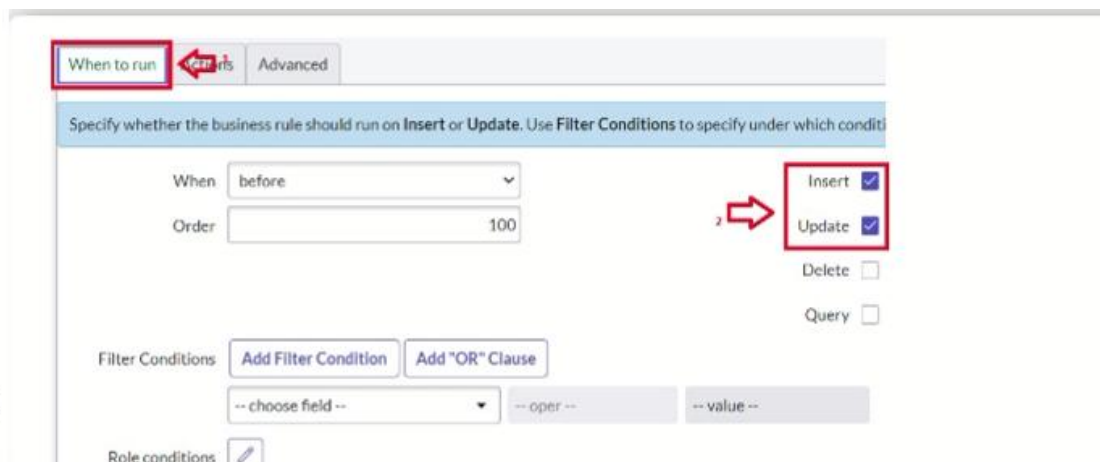 When to run Actions Advanced
1
Specify whether the business rule should run on Insert or Update. Use Filter Conditions to specify under which conditi
When before Insert
Order 100 2 Update
Delete
Query
Filter Conditions Add Filter Condition Add "OR" Clause
-- choose field -- -- oper -- -- value --
Role conditions